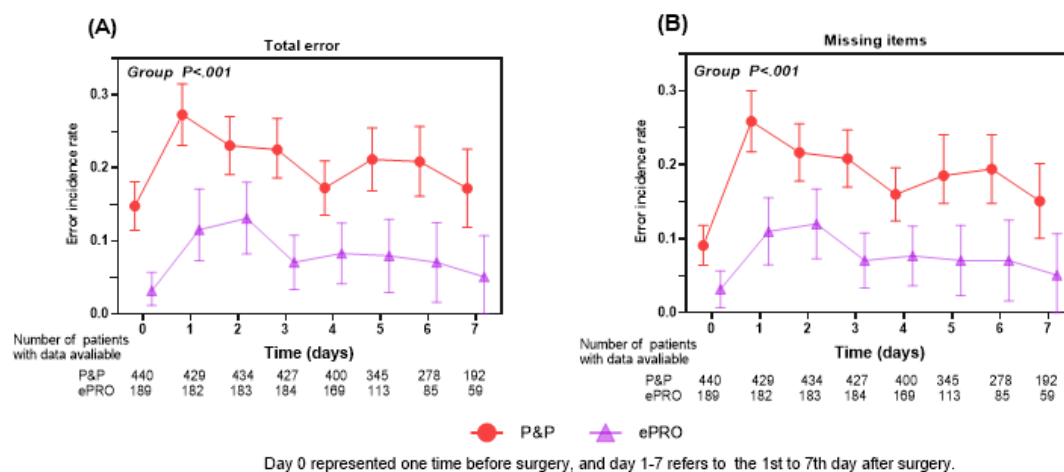 (A)
Total error
Group P<.001
Error incidence rate
0.3
0.2
0.1
0.0
0 1 2 3 4 5 6 7
Time (days)
Number of patients
with data avaliable
P&P 440 429 434 427 400 345 278 192
ePRO 189 182 183 184 169 113 85 59
(B)
Missing items
Group P<.001
Error incidence rate
0.3
0.2
0.1
0.0
0 1 2 3 4 5 6 7
Time (days)
Number of patients
with data avaliable
P&P 440 429 434 427 400 345 278 192
ePRO 189 182 183 184 169 113 85 59
P&P ePRO
Day 0 represented one time before surgery, and day 1-7 refers to the 1st to 7th day after surgery.